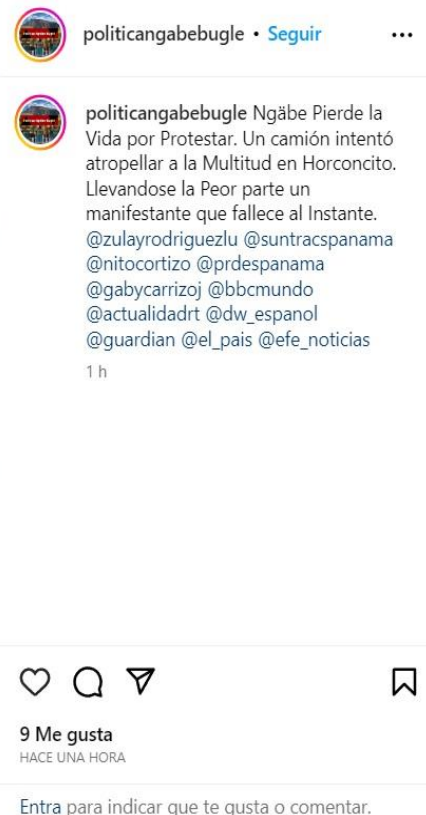 politicangabebugle • Seguir
politicangabebugle Ngäbe Pierde la
Vida por Protestar. Un camión intentó
atropellar a la Multitud en Horconcito.
Llevandose la Peor parte un
manifestante que fallece al Instante.
@zulayrodriguezlu @suntracspanama
@nitocortizo @prdespanama
@gabycarrizoj @bbcmundo
@actualidadrt @dw_espanol
@guardian @el_pais @efe_noticias
1 h
9 Me gusta
HACE UNA HORA
Entra para indicar que te gusta o comentar.